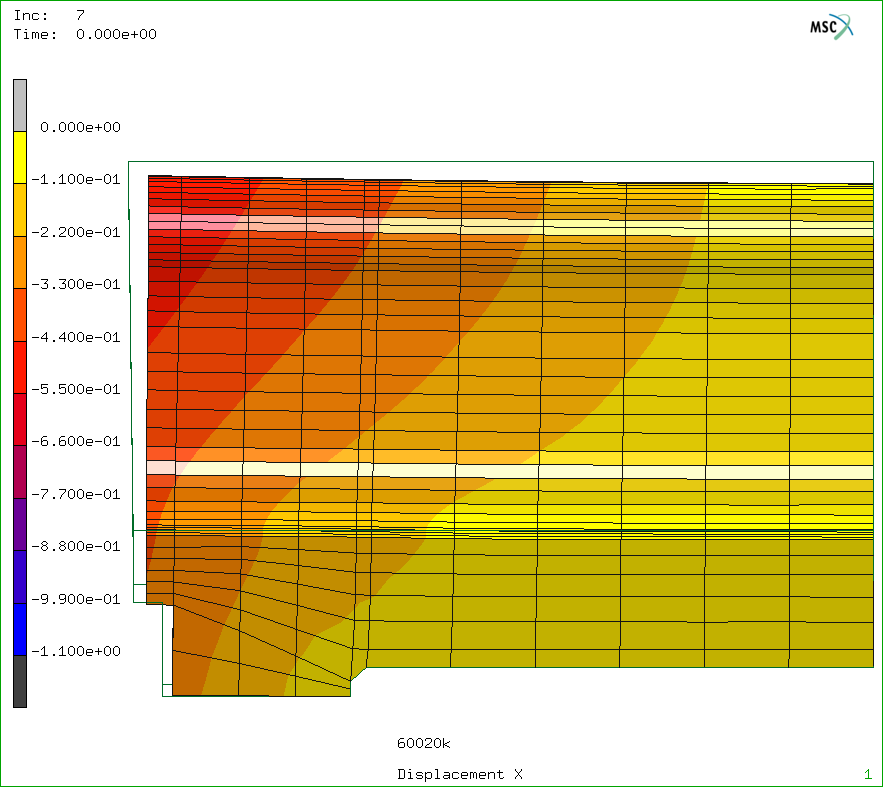 Inc: 7
Time: 0.000e+00
MSC
0.000e+00
-1.100e-01
-2.200e-01
-3.300e-01
-4.400e-01
-5.500e-01
-6.600e-01
-7.700e-01
-8.800e-01
-9.900e-01
-1.100e+00
60020k
Displacement X
1